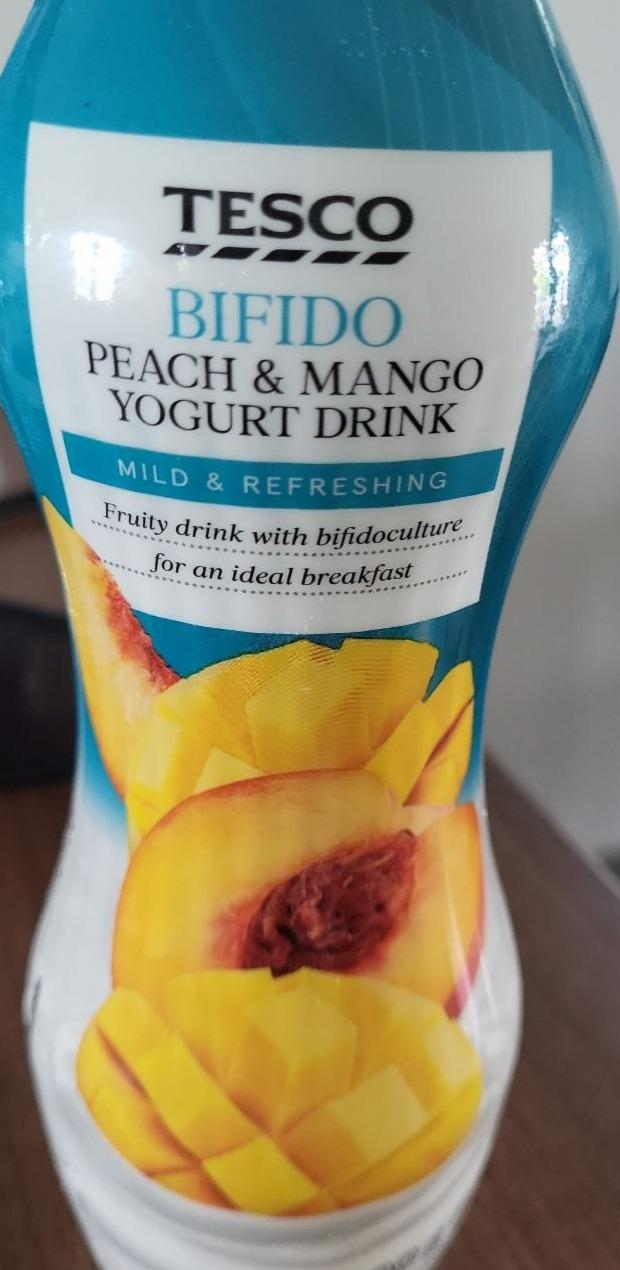 TESCO
BIFIDO
PEACH & MANGO
YOGURT DRINK
MILD & REFRESHING
Fruity drink with bifidoculture
for an ideal breakfast